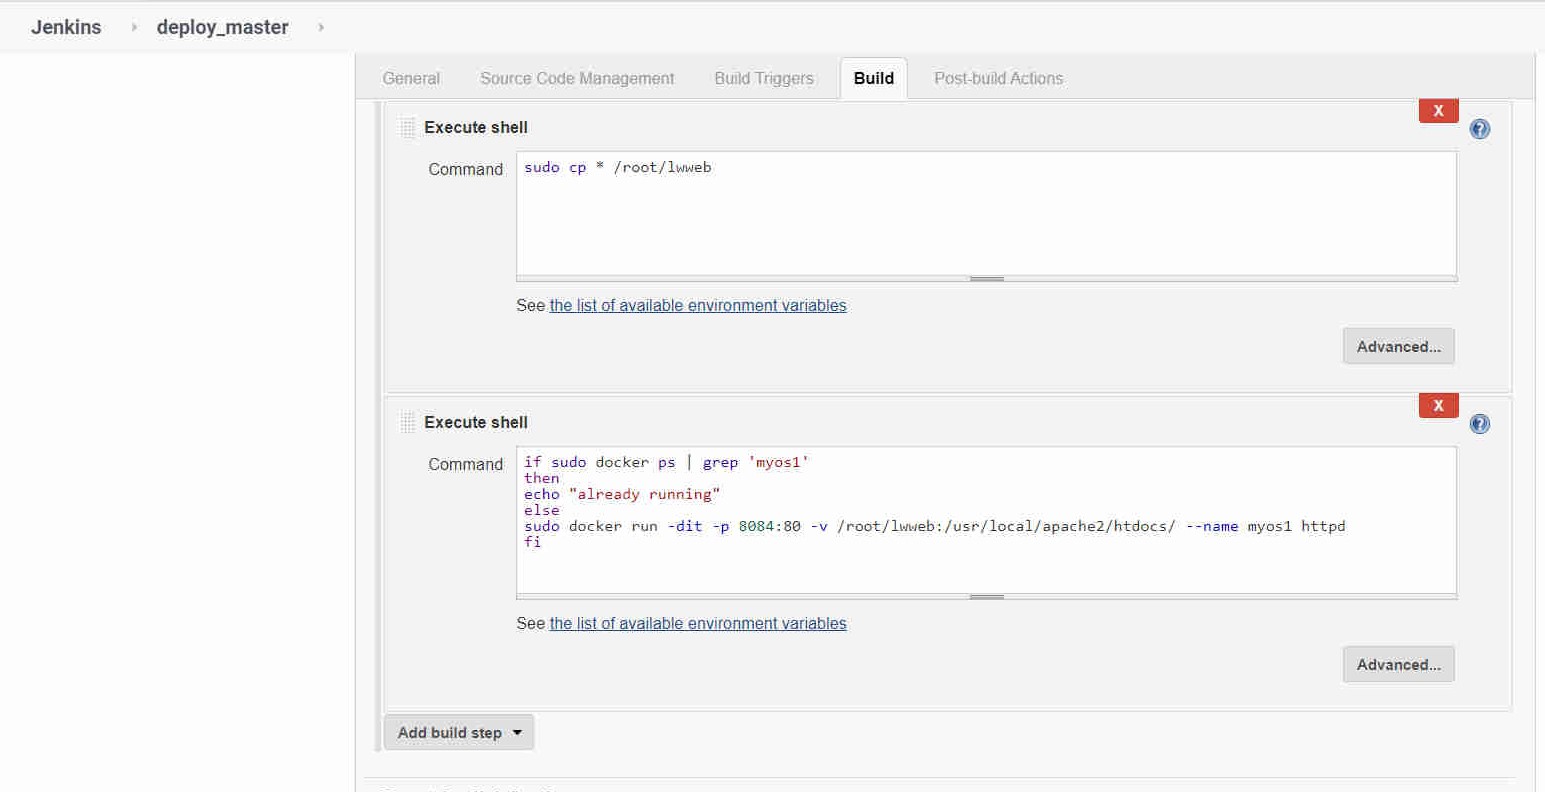 Jenkins deploy_master
General Source Code Management Build Triggers Build Post-build Actions
X
Execute shell
Command
sudo cp * /root/lwweb
See the list of available environment variables
Advanced...
X
Execute shell
Command
if sudo docker ps | grep 'myos1'
then
echo "already running"
else
sudo docker run -dit -p 8084:80 -v /root/lwweb:/usr/local/apache2/htdocs/ --name myos1 httpd
fi
See the list of available environment variables
Advanced...
Add build step